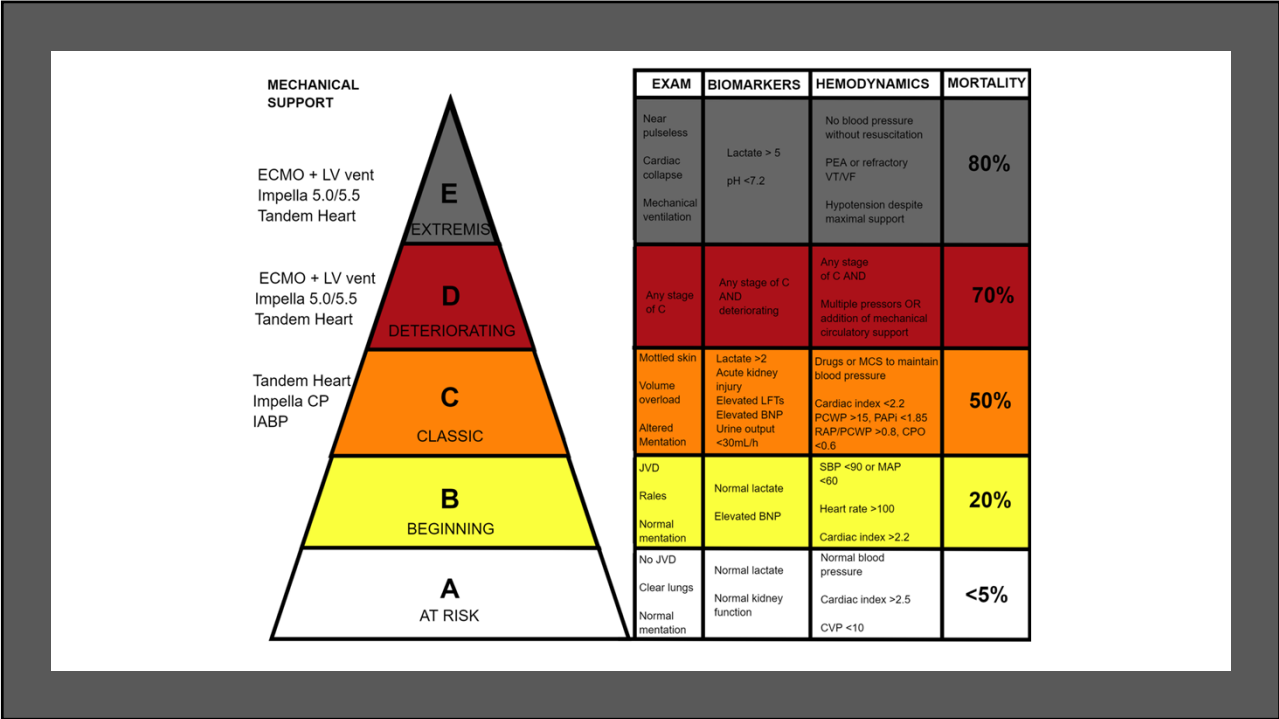 MECHANICAL
SUPPORT
ECMO + LV vent
Impella 5.0/5.5
Tandem Heart
ECMO + LV vent
Impella 5.0/5.5
Tandem Heart
Tandem Heart
Impella CP
IABP
E
EXTREMIS
D
DETERIORATING
C
CLASSIC
B
BEGINNING
A
AT RISK
EXAM
BIOMARKERS
HEMODYNAMICS
MORTALITY
Near
pulseless
Cardiac
collapse
Mechanical
ventilation
Lactate > 5
pH <7.2
No blood pressure
without resuscitation
PEA or refractory
VT/VF
Hypotension despite
maximal support
80%
Any stage
of C
Any stage of C
AND
deteriorating
Any stage
of C AND
Multiple pressors OR
addition of mechanical
circulatory support
70%
Mottled skin
Volume
overload
Altered
Mentation
Lactate >2
Acute kidney
injury
Elevated LFTs
Elevated BNP
Urine output
<30mL/h
Drugs or MCS to maintain
blood pressure
Cardiac index <2.2
PCWP >15, PAPi <1.85
RAP/PCWP >0.8, CPO
<0.6
50%
JVD
Rales
Normal
mentation
Normal lactate
Elevated BNP
SBP <90 or MAP
<60
Heart rate >100
Cardiac index >2.2
20%
No JVD
Clear lungs
Normal
mentation
Normal lactate
Normal kidney
function
Normal blood
pressure
Cardiac index >2.5
CVP <10
<5%